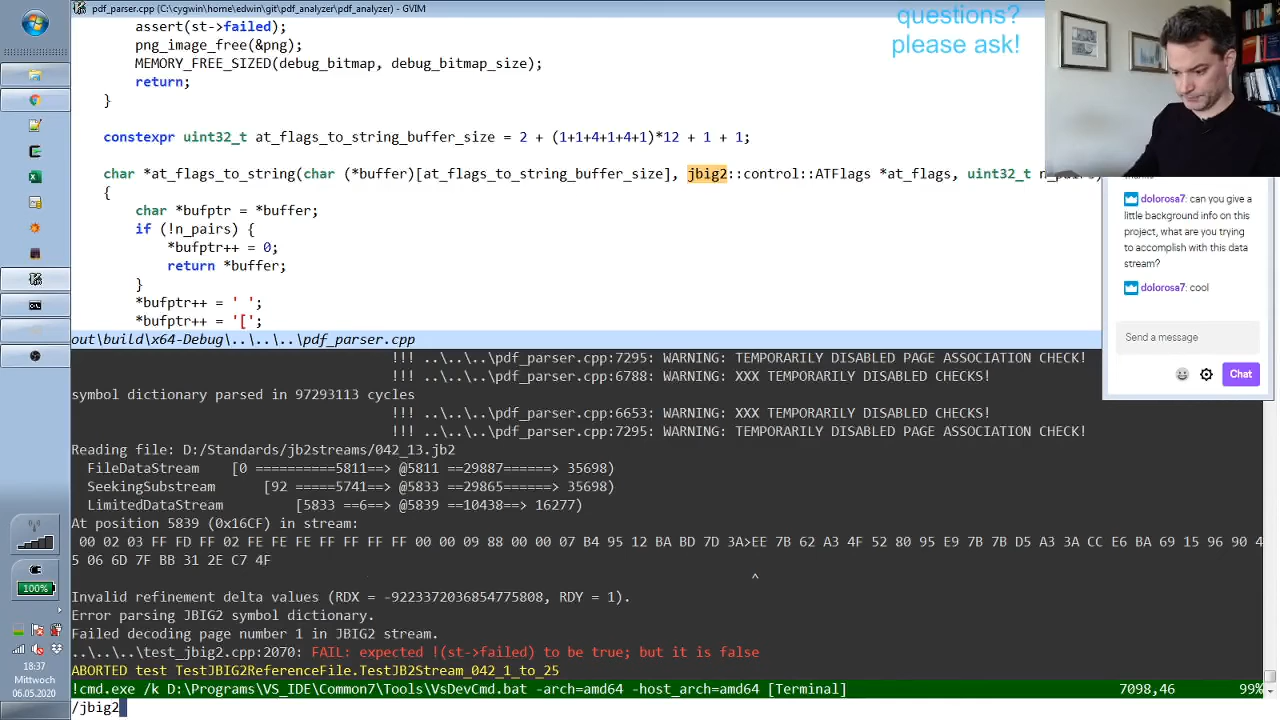 pdf_parser.cpp (C:\cygwin\home\edwin\git\pdf_analyzer\pdf_analyzer) - GVIM
questions?
please ask!
assert(st->failed);
png_image_free(&png);
MEMORY_FREE_SIZED(debug_bitmap, debug_bitmap_size);
return;
}
constexpr uint32_t at_flags_to_string_buffer_size = 2 + (1+1+4+1+4+1)*12 + 1 + 1;
char *at_flags_to_string(char (*buffer)[at_flags_to_string_buffer_size], jbig2::control::ATFlags *at_flags, uint32_t n_pairs)
{
char *bufptr = *buffer;
if (!n_pairs) {
*bufptr++ = 0;
return *buffer;
}
*bufptr++ = ' ';
*bufptr++ = '[';
out\build\x64-Debug\..\..\..\pdf_parser.cpp
!!! ..\..\..\pdf_parser.cpp:7295: WARNING: TEMPORARILY DISABLED PAGE ASSOCIATION CHECK!
!!! ..\..\..\pdf_parser.cpp:6788: WARNING: XXX TEMPORARILY DISABLED CHECKS!
symbol dictionary parsed in 97293113 cycles
!!! ..\..\..\pdf_parser.cpp:6653: WARNING: XXX TEMPORARILY DISABLED CHECKS!
!!! ..\..\..\pdf_parser.cpp:7295: WARNING: TEMPORARILY DISABLED PAGE ASSOCIATION CHECK!
Reading file: D:/Standards/jb2streams/042_13.jb2
FileDataStream [0 ==========5811==> @5811 ==29887======> 35698)
SeekingSubstream [92 =====5741==> @5833 ==29865======> 35698)
LimitedDataStream [5833 ==6=> @5839 ==10438==> 16277)
At position 5839 (0x16CF) in stream:
00 02 03 FF FD FF 02 FE FE FE FF FF FF FF 00 00 09 88 00 00 07 B4 95 12 BA BD 7D 3A>EE 7B 62 A3 4F 52 80 95 E9 7B 7B D5 A3 3A CC E6 BA 69 15 96 90 4
5 06 6D 7F BB 31 2E C7 4F
^
Invalid refinement delta values (RDX = -9223372036854775808, RDY = 1).
Error parsing JBIG2 symbol dictionary.
Failed decoding page number 1 in JBIG2 stream.
..\..\..\test_jbig2.cpp:2070: FAIL: expected !(st->failed) to be true; but it is false
ABORTED test TestJBIG2ReferenceFile.TestJB2Stream_042_1_to_25
!cmd.exe /k D:\Programs\VS_IDE\Common7\Tools\VsDevCmd.bat -arch=amd64 -host_arch=amd64 [Terminal] 7098,46 99%
/jbig2
thanks
dolorosa7: can you give a
little background info on this
project, what are you trying
to accomplish with this data
stream?
dolorosa7: cool
Send a message
Chat
100%
18:37
Mittwoch
06.05.2020